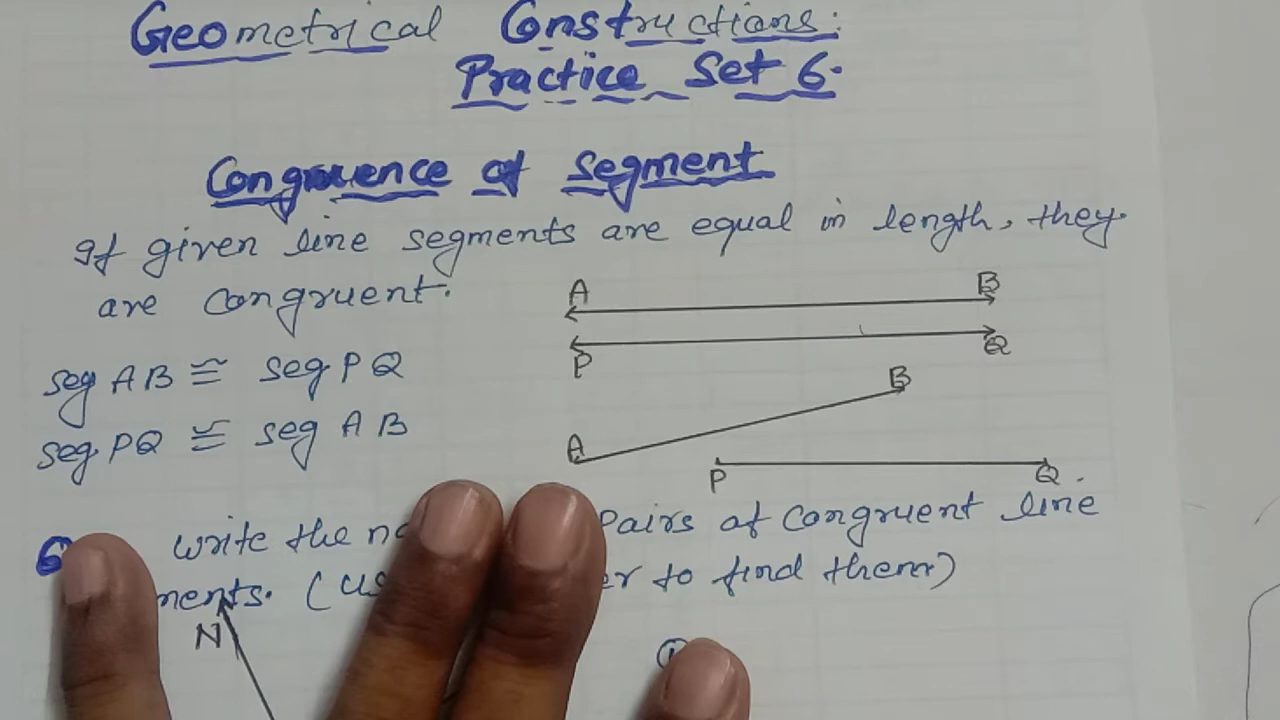 Geometrical Constructions:
Practice Set 6.
Congruence of segment
If given line segments are equal in length, they
are congruent.
A B
P Q
seg AB ≅ seg PQ
B
seg PQ ≅ seg AB
A
P Q
6 write the Pairs of congruent line
ments. ( to find them)
N